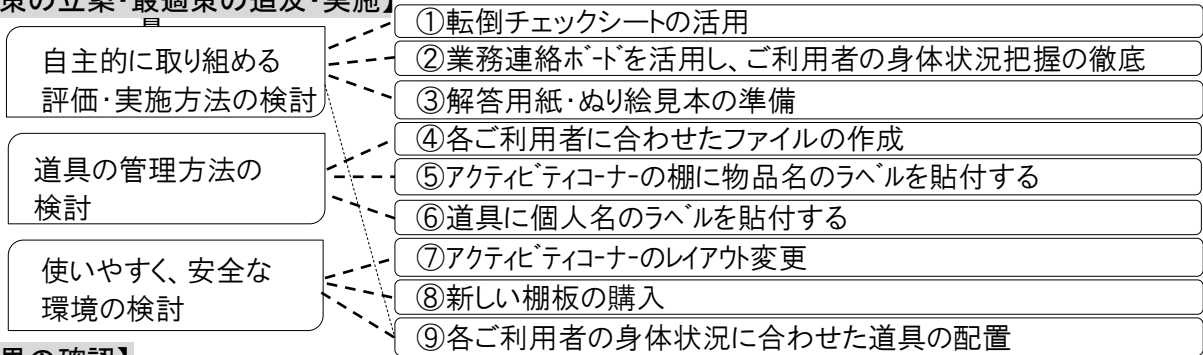 策の立案・最適策の追及・実施】
自主的に取り組める
評価・実施方法の検討
道具の管理方法の
検討
使いやすく、安全な
環境の検討
①転倒チェックシートの活用
②業務連絡ボードを活用し、ご利用者の身体状況把握の徹底
③解答用紙・ぬり絵見本の準備
④各ご利用者に合わせたファイルの作成
⑤アクティビティコーナーの棚に物品名のラベルを貼付する
⑥道具に個人名のラベルを貼付する
⑦アクティビティコーナーのレイアウト変更
⑧新しい棚板の購入
⑨各ご利用者の身体状況に合わせた道具の配置
の確認】